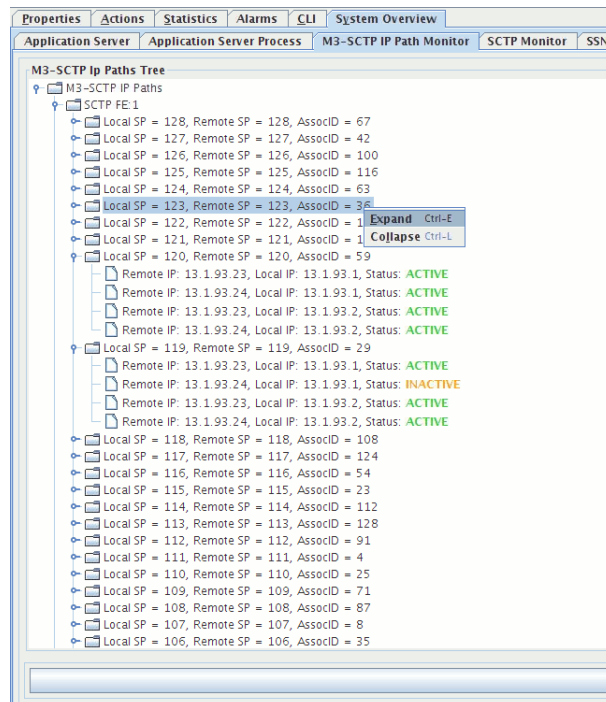 Properties Actions Statistics Alarms CLI System Overview
Application Server Application Server Process M3-SCTP IP Path Monitor SCTP Monitor SSN
M3-SCTP Ip Paths Tree
M3-SCTP IP Paths
SCTP FE:1
Local SP = 128, Remote SP = 128, AssocID = 67
Local SP = 127, Remote SP = 127, AssocID = 42
Local SP = 126, Remote SP = 126, AssocID = 100
Local SP = 125, Remote SP = 125, AssocID = 116
Local SP = 124, Remote SP = 124, AssocID = 63
Local SP = 123, Remote SP = 123, AssocID = 36
Expand Ctrl-E
Local SP = 122, Remote SP = 122, AssocID = 1
Collapse Ctrl-L
Local SP = 121, Remote SP = 121, AssocID = 1
Local SP = 120, Remote SP = 120, AssocID = 59
Remote IP: 13.1.93.23, Local IP: 13.1.93.1, Status: ACTIVE
Remote IP: 13.1.93.24, Local IP: 13.1.93.1, Status: ACTIVE
Remote IP: 13.1.93.23, Local IP: 13.1.93.2, Status: ACTIVE
Remote IP: 13.1.93.24, Local IP: 13.1.93.2, Status: ACTIVE
Local SP = 119, Remote SP = 119, AssocID = 29
Remote IP: 13.1.93.23, Local IP: 13.1.93.1, Status: ACTIVE
Remote IP: 13.1.93.24, Local IP: 13.1.93.1, Status: INACTIVE
Remote IP: 13.1.93.23, Local IP: 13.1.93.2, Status: ACTIVE
Remote IP: 13.1.93.24, Local IP: 13.1.93.2, Status: ACTIVE
Local SP = 118, Remote SP = 118, AssocID = 108
Local SP = 117, Remote SP = 117, AssocID = 124
Local SP = 116, Remote SP = 116, AssocID = 54
Local SP = 115, Remote SP = 115, AssocID = 23
Local SP = 114, Remote SP = 114, AssocID = 112
Local SP = 113, Remote SP = 113, AssocID = 128
Local SP = 112, Remote SP = 112, AssocID = 91
Local SP = 111, Remote SP = 111, AssocID = 4
Local SP = 110, Remote SP = 110, AssocID = 25
Local SP = 109, Remote SP = 109, AssocID = 71
Local SP = 108, Remote SP = 108, AssocID = 87
Local SP = 107, Remote SP = 107, AssocID = 8
Local SP = 106, Remote SP = 106, AssocID = 35